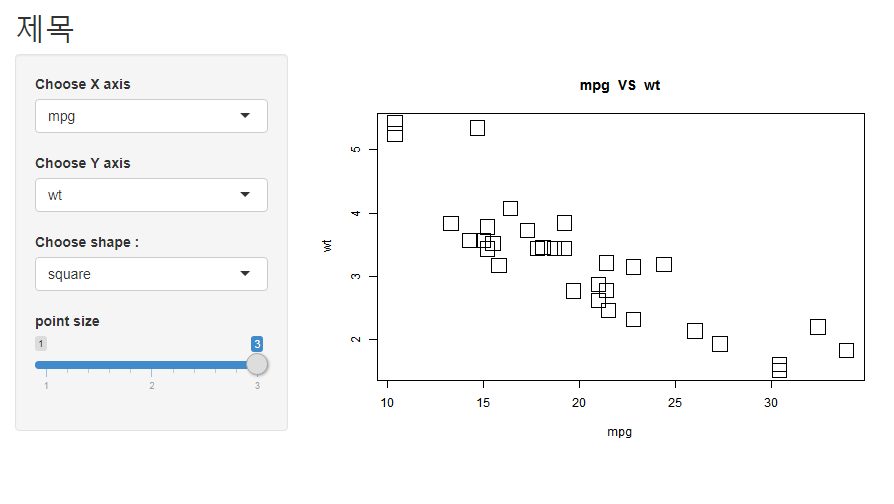 제목
Choose X axis
mpg
Choose Y axis
wt
Choose shape :
square
point size
1 3
1 2 3
mpg VS wt
5
4
3
2
wt
10 15 20 25 30
mpg